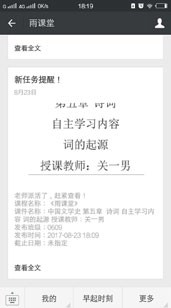 18:19
雨课堂
查看全文
新任务提醒！
8月23日
第五章 诗词
自主学习内容
词的起源
授课教师：关一男
老师派活了，赶紧查看！
课程名称：《雨课堂》
课件名称：中国文学史 第五章 诗词 自主学习内
容 词的起源 授课教师：关一男
发布班级：0505
发布时间：2017-08-23 18:09
截止日期：未指定
查看全文
我的
早起时刻
更多